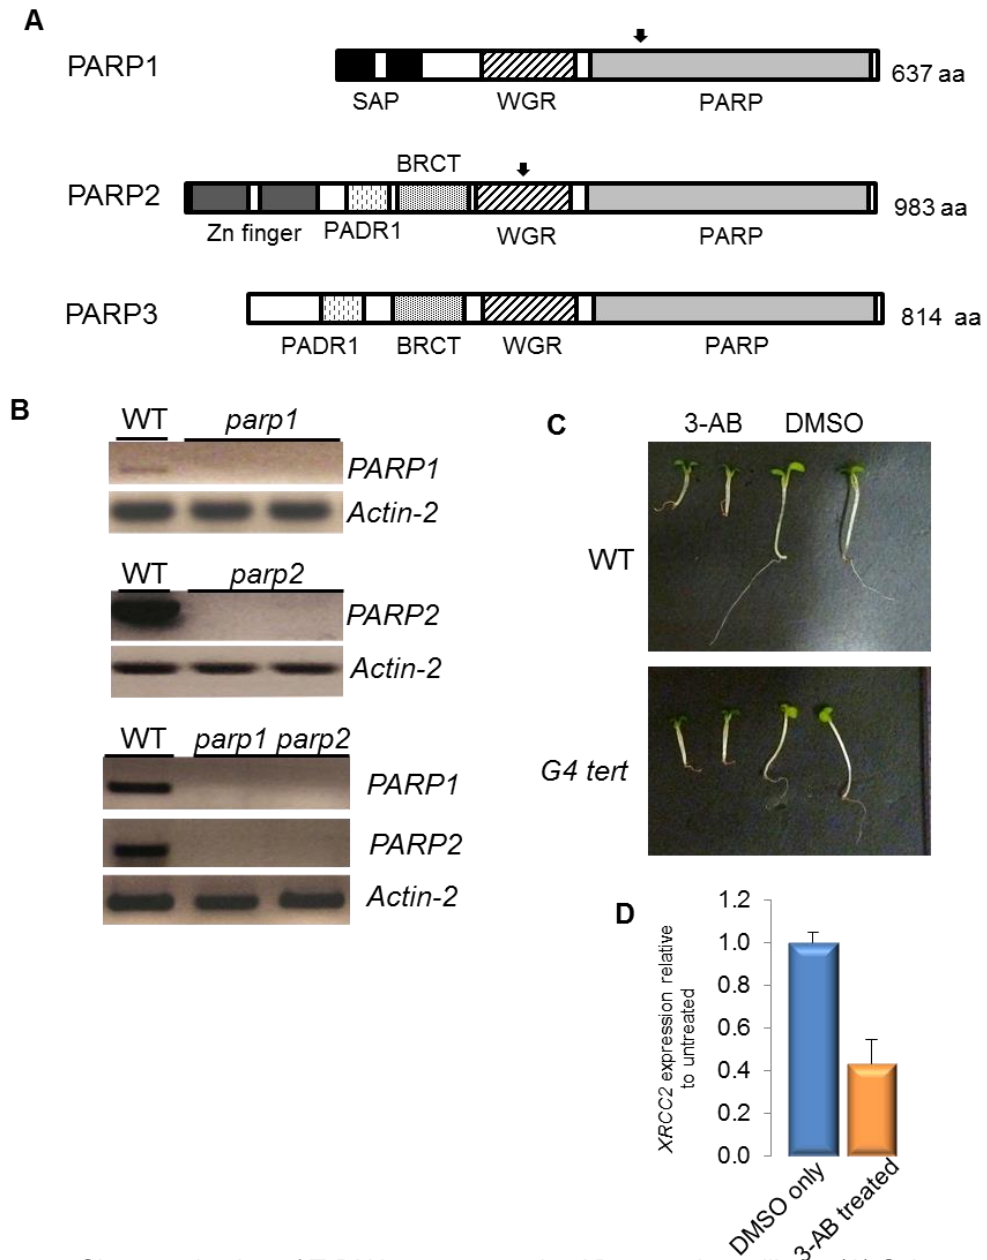 A
PARP1
637 aa
SAP
WGR
PARP
BRCT
PARP2
983 aa
Zn finger
PADR1
WGR
PARP
PARP3
814 aa
PADR1
BRCT
WGR
PARP
B
WT
parp1
PARP1
Actin-2
WT
parp2
PARP2
Actin-2
WT
parp1 parp2
PARP1
PARP2
Actin-2
C
3-AB
DMSO
WT
G4 tert
D
XRCC2 expression relative
to untreated
1.2
1.0
0.8
0.6
0.4
0.2
0.0
DMSO only
3-AB treated